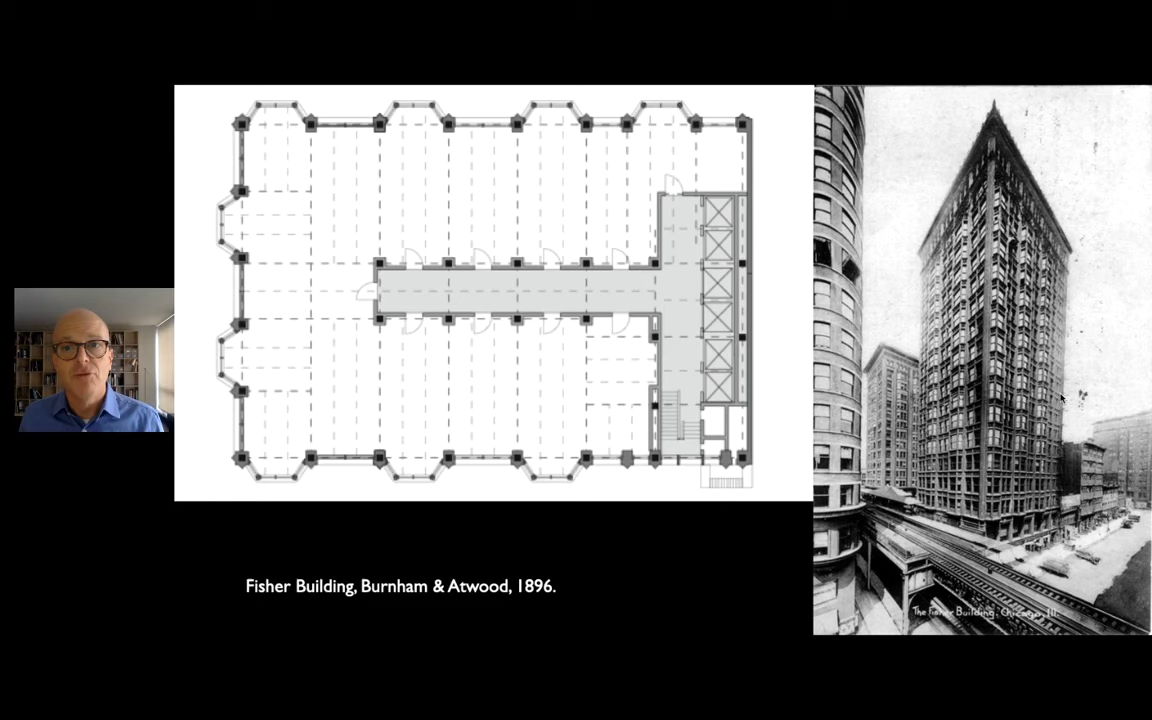 Fisher Building, Burnham & Atwood, 1896.
The Fisher Building, Chicago, Ill.